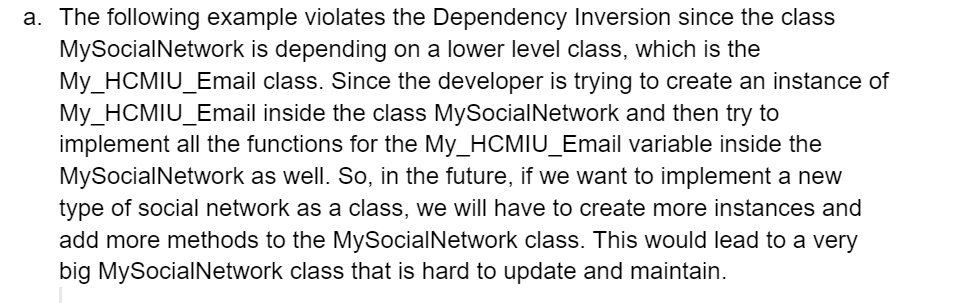 a. The following example violates the Dependency Inversion since the class
MySocialNetwork is depending on a lower level class, which is the
My_HCMIU_Email class. Since the developer is trying to create an instance of
My_HCMIU_Email inside the class MySocialNetwork and then try to
implement all the functions for the My_HCMIU_Email variable inside the
MySocialNetwork as well. So, in the future, if we want to implement a new
type of social network as a class, we will have to create more instances and
add more methods to the MySocialNetwork class. This would lead to a very
big MySocialNetwork class that is hard to update and maintain.